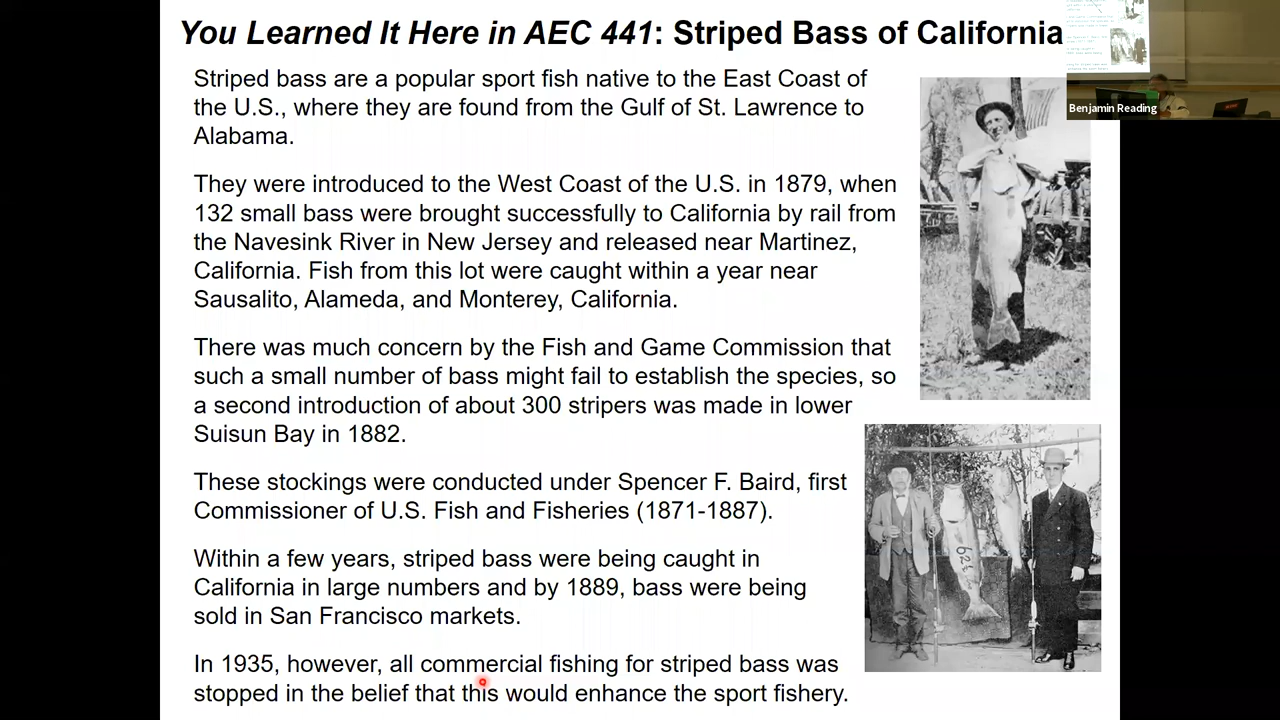 You Learned it Here in AEC 441: Striped Bass of California
Benjamin Reading
Striped bass are a popular sport fish native to the East Coast of
the U.S., where they are found from the Gulf of St. Lawrence to
Alabama.
They were introduced to the West Coast of the U.S. in 1879, when
132 small bass were brought successfully to California by rail from
the Navesink River in New Jersey and released near Martinez,
California. Fish from this lot were caught within a year near
Sausalito, Alameda, and Monterey, California.
There was much concern by the Fish and Game Commission that
such a small number of bass might fail to establish the species, so
a second introduction of about 300 stripers was made in lower
Suisun Bay in 1882.
These stockings were conducted under Spencer F. Baird, first
Commissioner of U.S. Fish and Fisheries (1871-1887).
Within a few years, striped bass were being caught in
California in large numbers and by 1889, bass were being
sold in San Francisco markets.
In 1935, however, all commercial fishing for striped bass was
stopped in the belief that this would enhance the sport fishery.